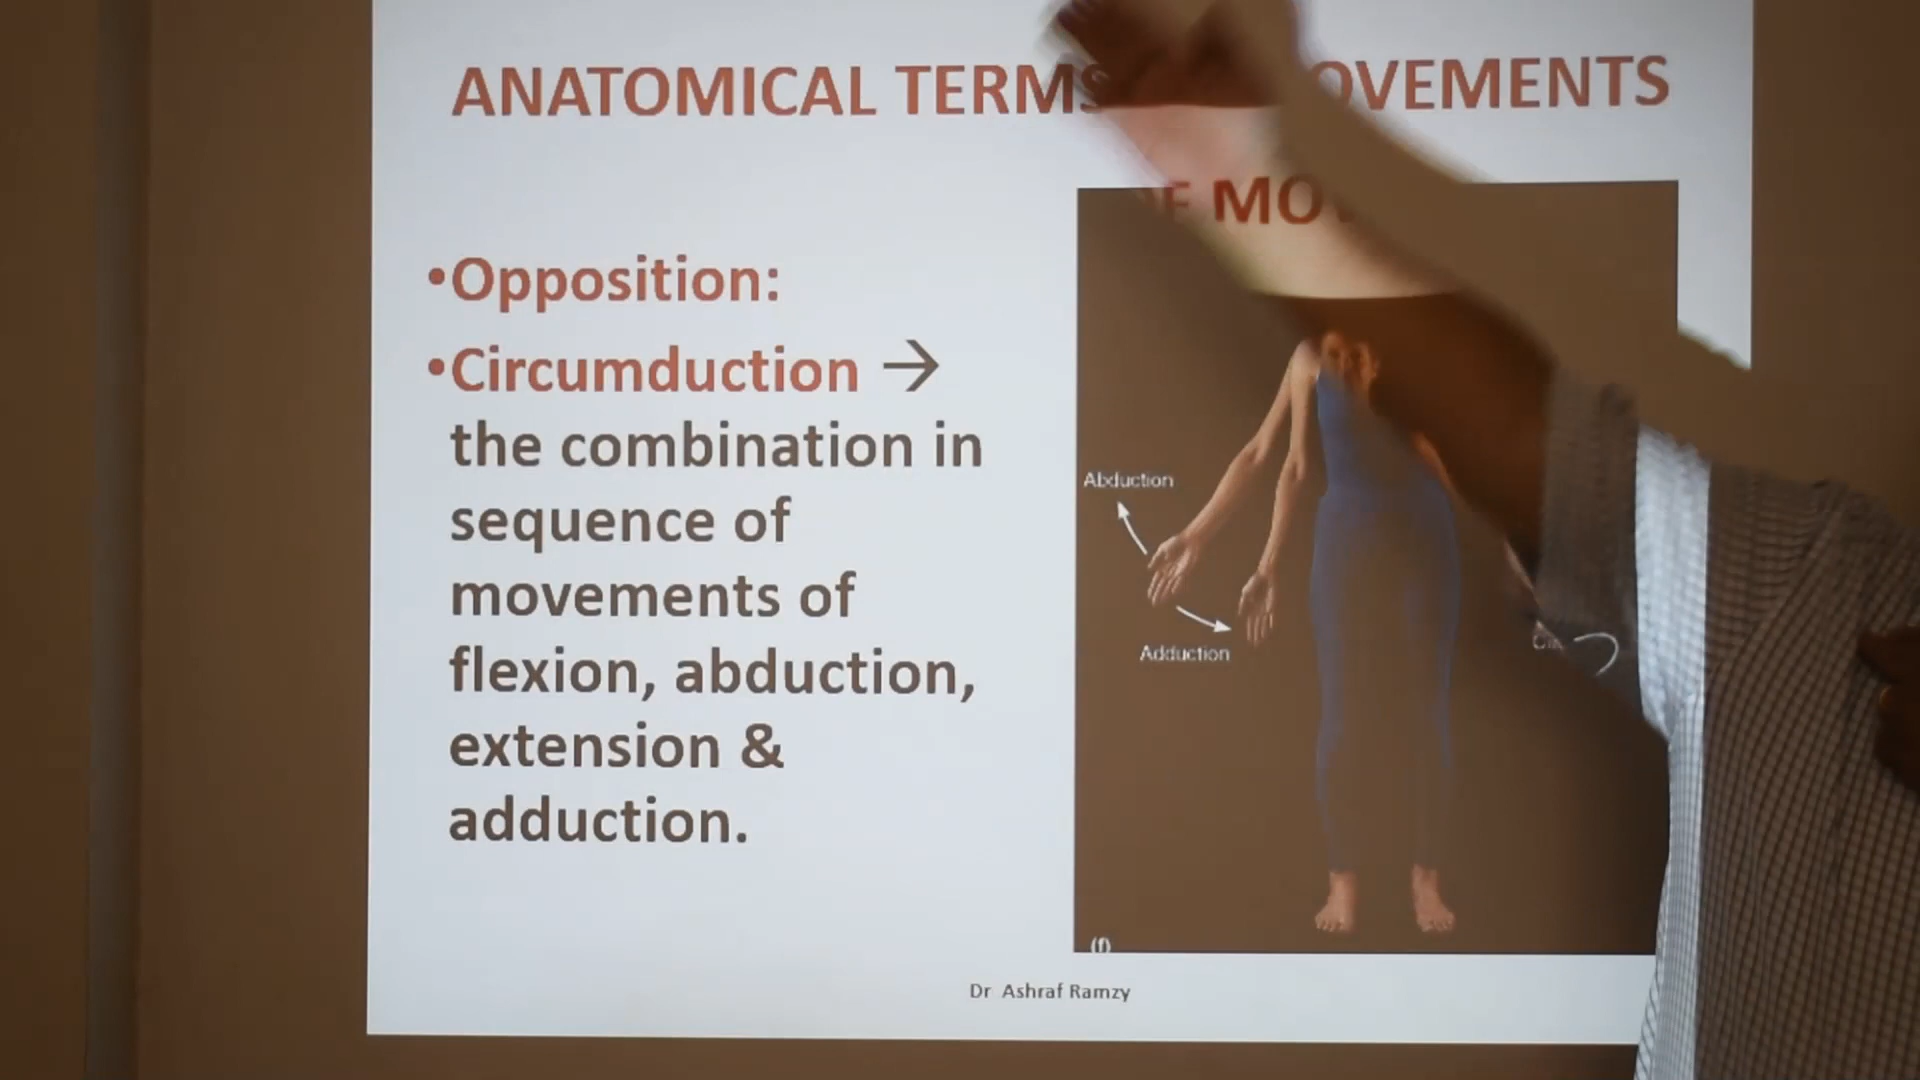 ANATOMICAL TERMS OVEMENTS
•Opposition:
•Circumduction →
the combination in
sequence of
movements of
flexion, abduction,
extension &
adduction.
F MOV
Abduction
Adduction
(f)
Dr Ashraf Ramzy